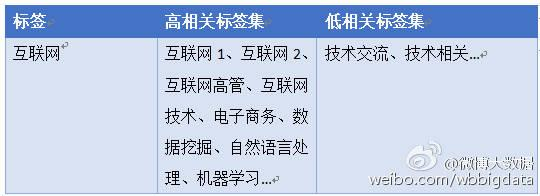 标签 高相关标签集 低相关标签集
互联网 互联网 1、互联网 2、 技术交流、技术相关...
互联网高管、互联网
技术、电子商务、数
据挖掘、自然语言处
理、机器学习...
@微博大数据
weibo.com/wbbigdata